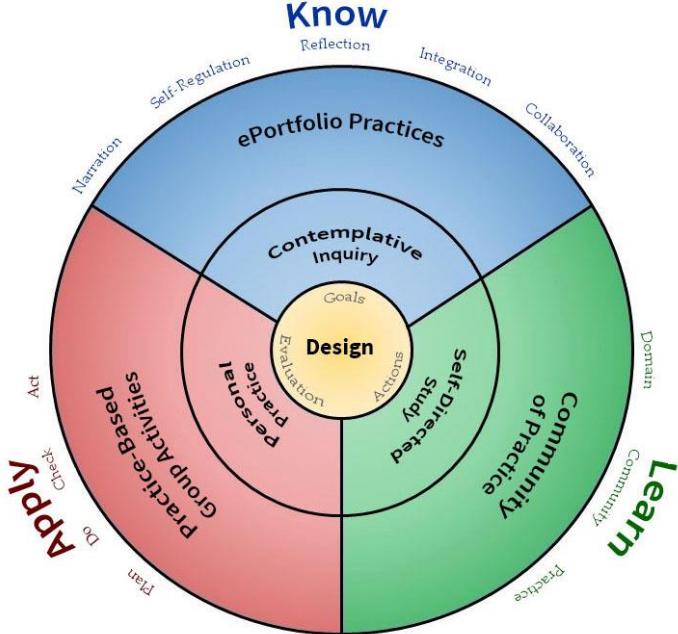 Know
Narration
Self-Regulation
Reflection
Integration
Collaboration
ePortfolio Practices
Contemplative
Inquiry
Goals
Design
Evaluation
Actions
Personal
Practice
Self-Directed
Study
Practice-Based
Group Activities
Community
of Practice
Act
Check
Do
Plan
Apply
Domain
Community
Practice
Learn